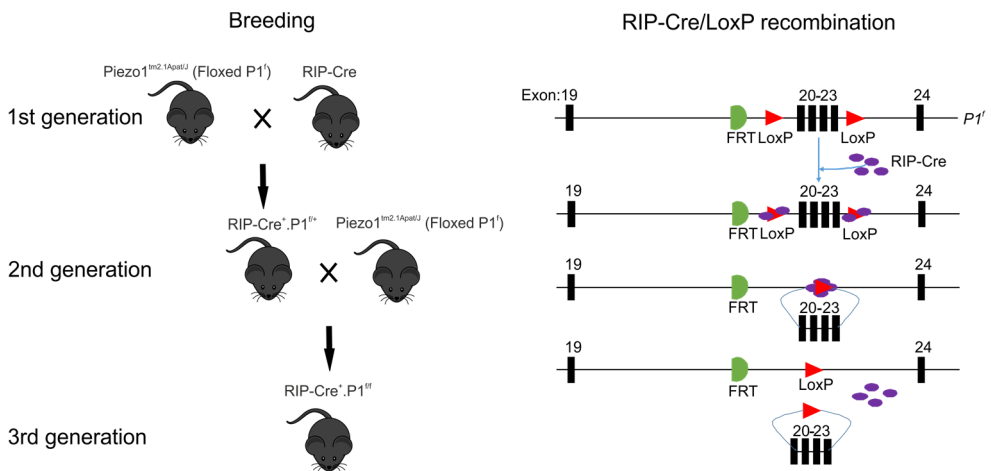 Breeding
Piezo1tm2.1Apat/J (Floxed P1f)
RIP-Cre
1st generation
X
RIP-Cre+.P1f/+
Piezo1tm2.1Apat/J (Floxed P1f)
2nd generation
X
RIP-Cre+.P1f/f
3rd generation
RIP-Cre/LoxP recombination
Exon:19
20-23
24
FRT
LoxP
LoxP
P1f
RIP-Cre
19
20-23
24
FRT
LoxP
LoxP
19
24
FRT
20-23
19
24
FRT
LoxP
20-23